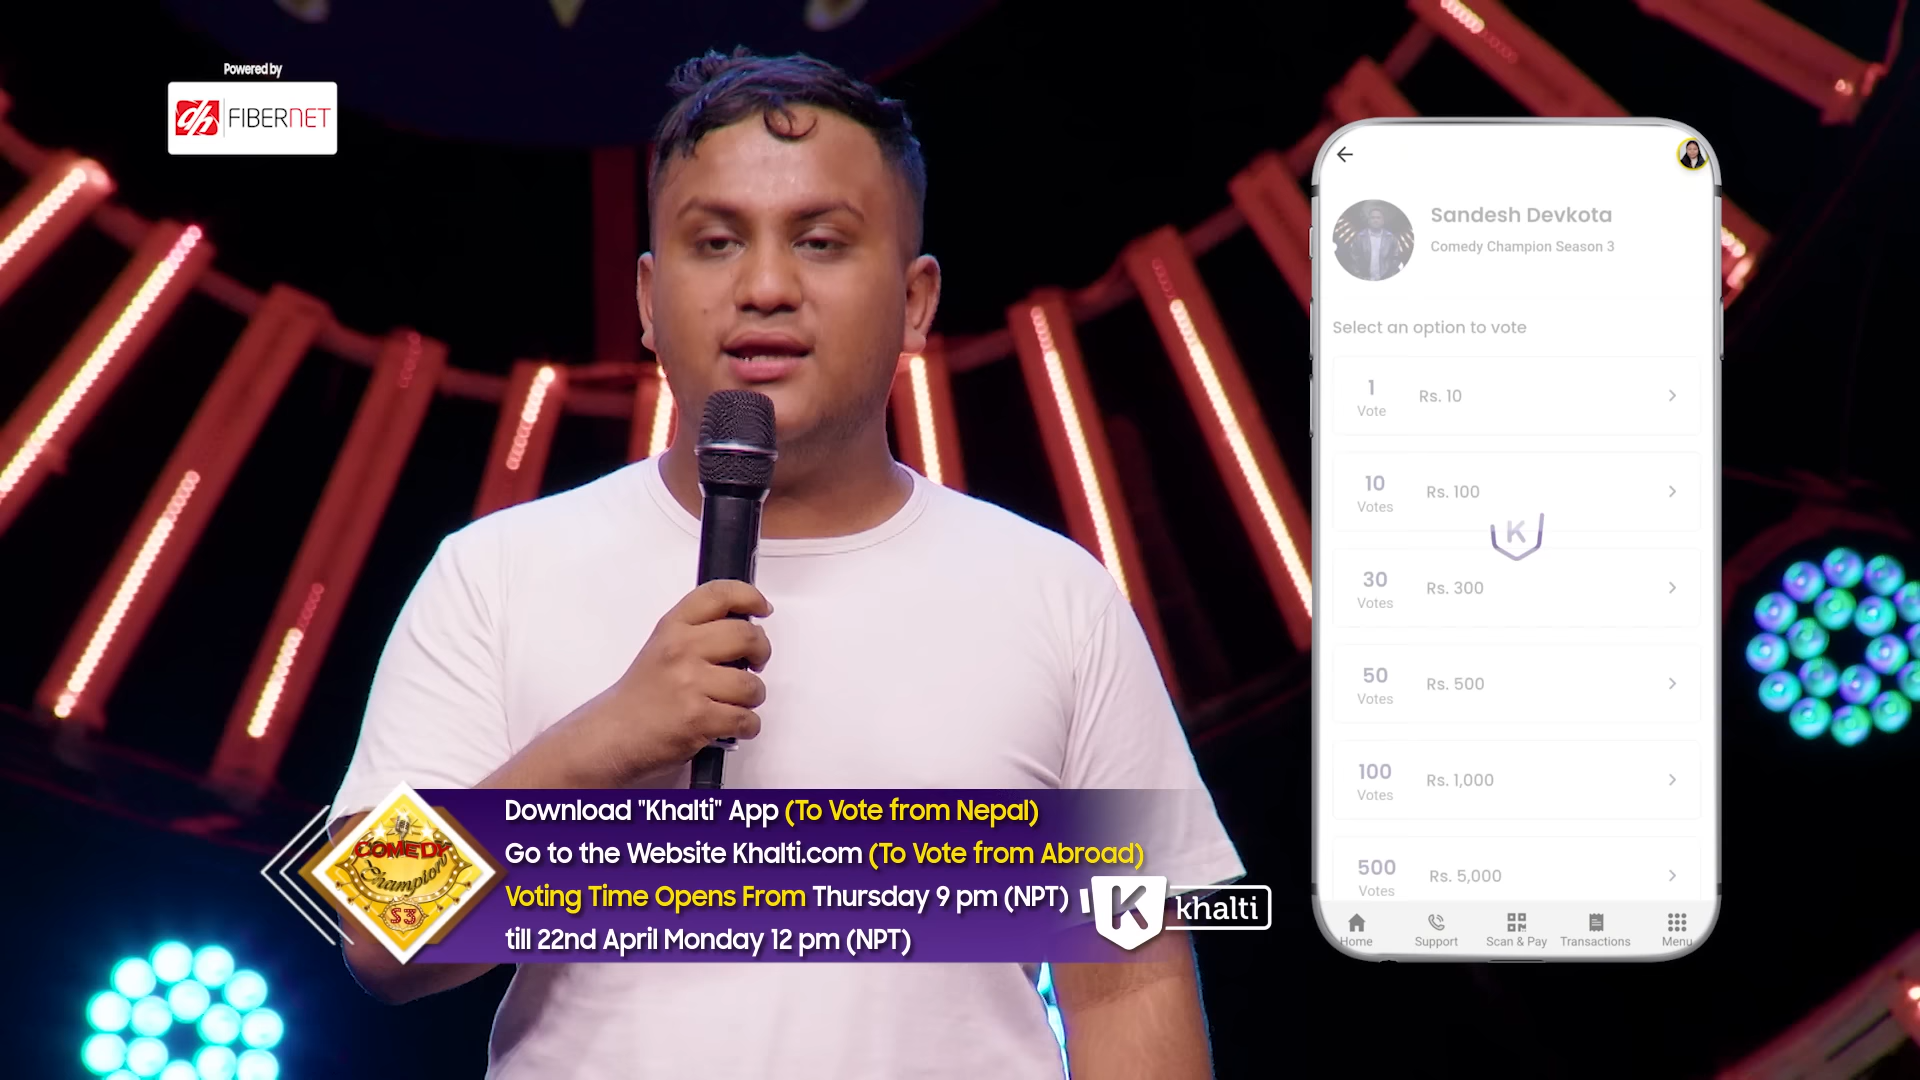 Powered by
dh FIBERNET
Sandesh Devkota
Comedy Champion Season 3
Select an option to vote
1
Vote
Rs. 10
10
Votes
Rs. 100
K
30
Votes
Rs. 300
50
Votes
Rs. 500
100
Votes
Rs. 1,000
500
Votes
Rs. 5,000
Home
Support
Scan & Pay
Transactions
Menu
COMEDY
Champion
S3
Download "Khalti" App (To Vote from Nepal)
Go to the Website Khalti.com (To Vote from Abroad)
Voting Time Opens From Thursday 9 pm (NPT)
till 22nd April Monday 12 pm (NPT)
K khalti